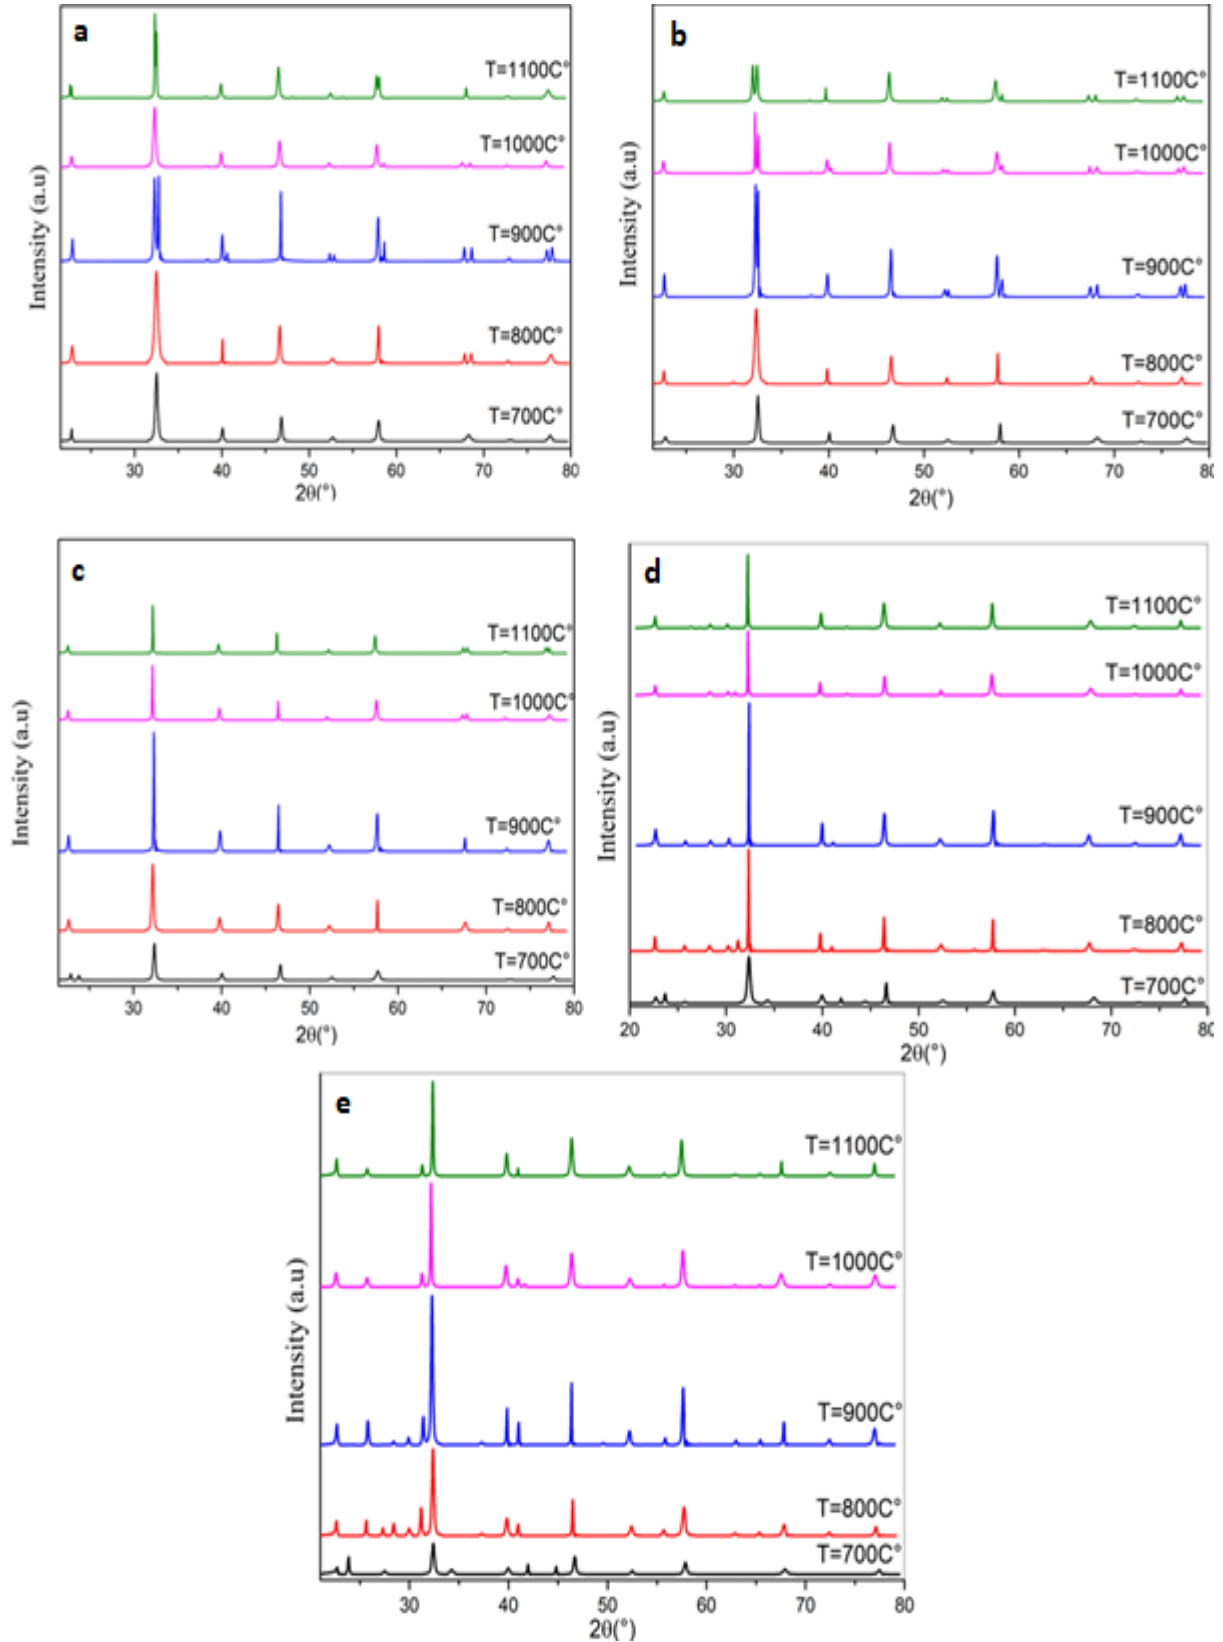 a
T=1100C°
T=1000C°
T=900C°
T=800C°
T=700C°
Intensity (a.u)
30 40 50 60 70 80
2θ(°)
b
T=1100C°
T=1000C°
T=900C°
T=800C°
T=700C°
Intensity (a.u)
30 40 50 60 70 80
2θ(°)
c
T=1100C°
T=1000C°
T=900C°
T=800C°
T=700C°
Intensity (a.u)
30 40 50 60 70 80
2θ(°)
d
T=1100C°
T=1000C°
T=900C°
T=800C°
T=700C°
Intensity (a.u)
20 30 40 50 60 70 80
2θ(°)
e
T=1100C°
T=1000C°
T=900C°
T=800C°
T=700C°
Intensity (a.u)
30 40 50 60 70 80
2θ(°)